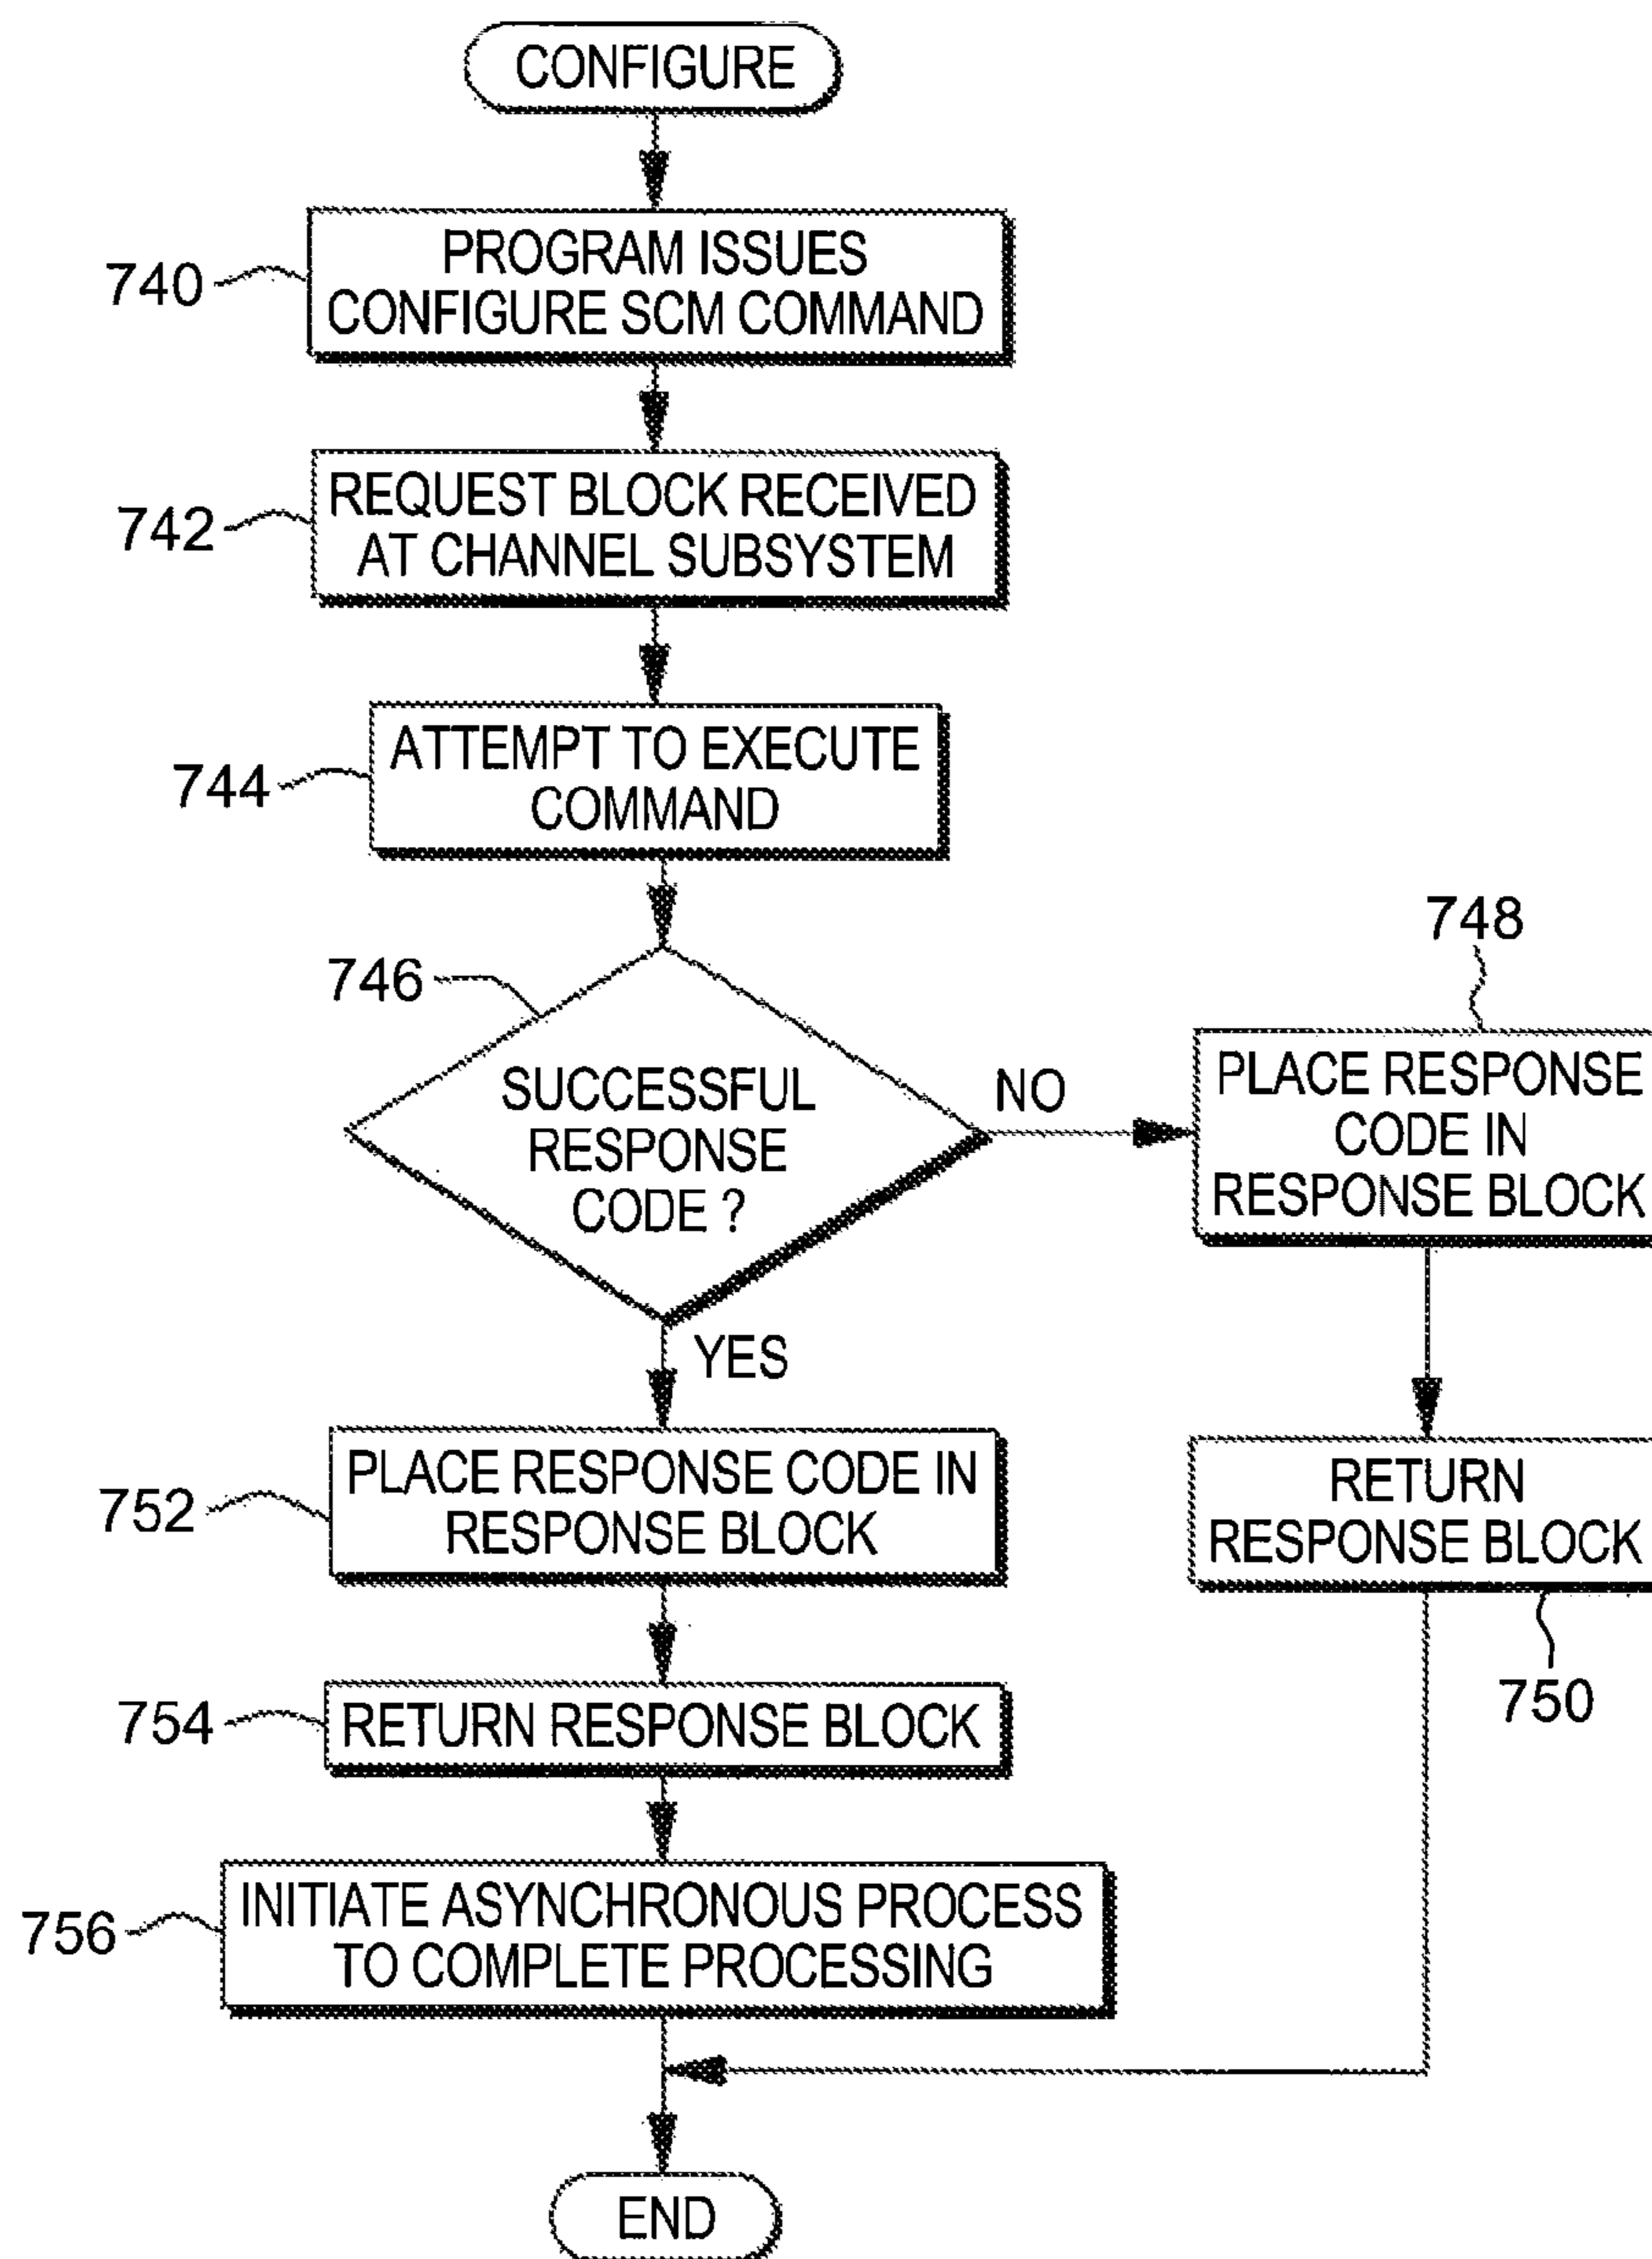 CONFIGURE
740
PROGRAM ISSUES
CONFIGURE SCM COMMAND
742
REQUEST BLOCK RECEIVED
AT CHANNEL SUBSYSTEM
744
ATTEMPT TO EXECUTE
COMMAND
746
SUCCESSFUL
RESPONSE
CODE ?
NO
748
PLACE RESPONSE
CODE IN
RESPONSE BLOCK
RETURN
RESPONSE BLOCK
750
YES
752
PLACE RESPONSE CODE IN
RESPONSE BLOCK
754
RETURN RESPONSE BLOCK
756
INITIATE ASYNCHRONOUS PROCESS
TO COMPLETE PROCESSING
END